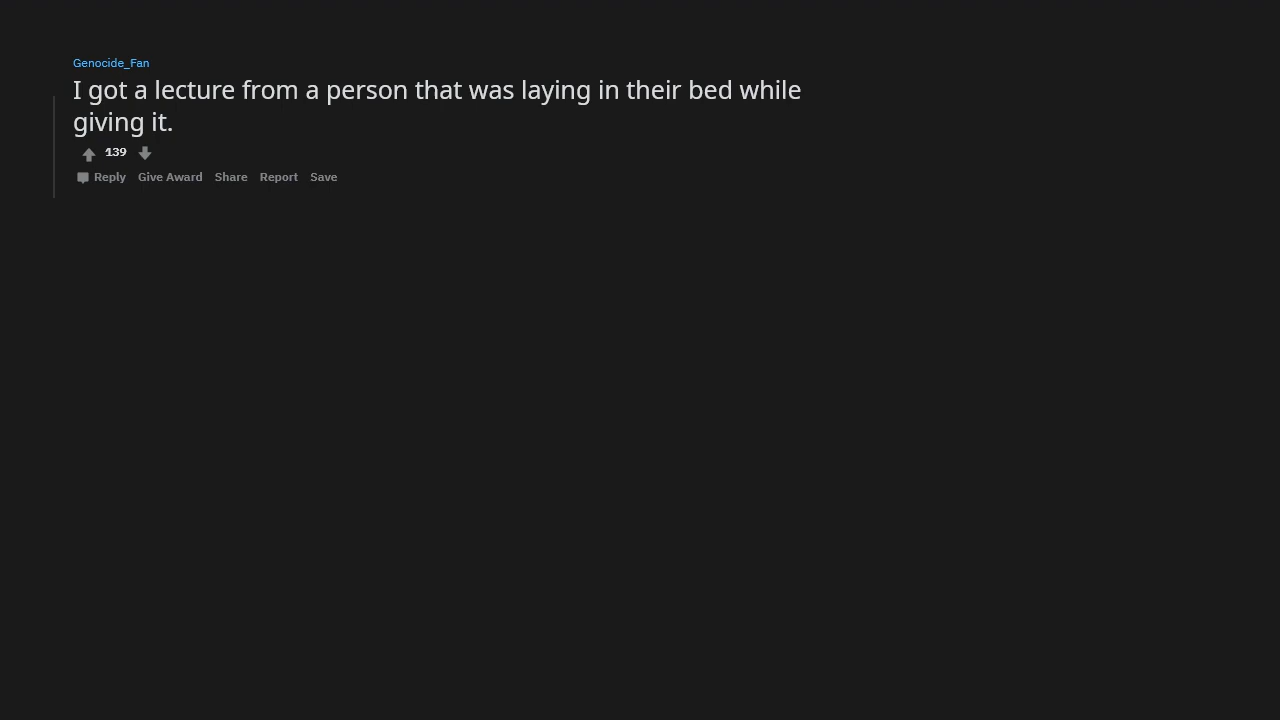 Genocide_Fan
I got a lecture from a person that was laying in their bed while
giving it.
139
Reply Give Award Share Report Save